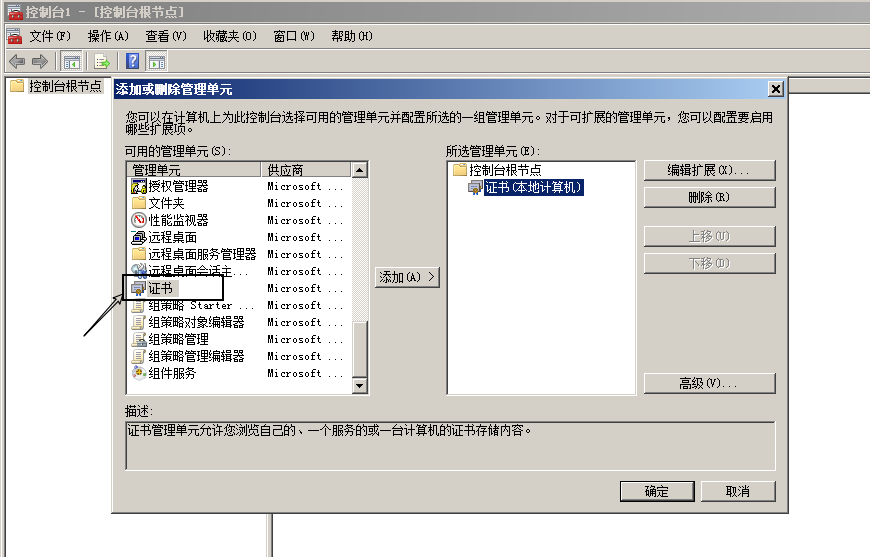 控制台1 - [控制台根节点]
文件(F) 操作(A) 查看(V) 收藏夹(O) 窗口(W) 帮助(H)
控制台根节点
添加或删除管理单元
您可以在计算机上为此控制台选择可用的管理单元并配置所选的一组管理单元。对于可扩展的管理单元，您可以配置要启用
哪些扩展项。
可用的管理单元(S):
管理单元 供应商
授权管理器 Microsoft ...
文件夹 Microsoft ...
性能监视器 Microsoft ...
远程桌面 Microsoft ...
远程桌面服务管理器 Microsoft ...
远程桌面会话主... Microsoft ...
证书 Microsoft ...
组策略 Starter ... Microsoft ...
组策略对象编辑器 Microsoft ...
组策略管理 Microsoft ...
组策略管理编辑器 Microsoft ...
组件服务 Microsoft ...
添加(A) >
所选管理单元(E):
控制台根节点
证书(本地计算机)
编辑扩展(X)...
删除(R)
上移(U)
下移(D)
高级(V)...
描述:
证书管理单元允许您浏览自己的、一个服务的或一台计算机的证书存储内容。
确定 取消